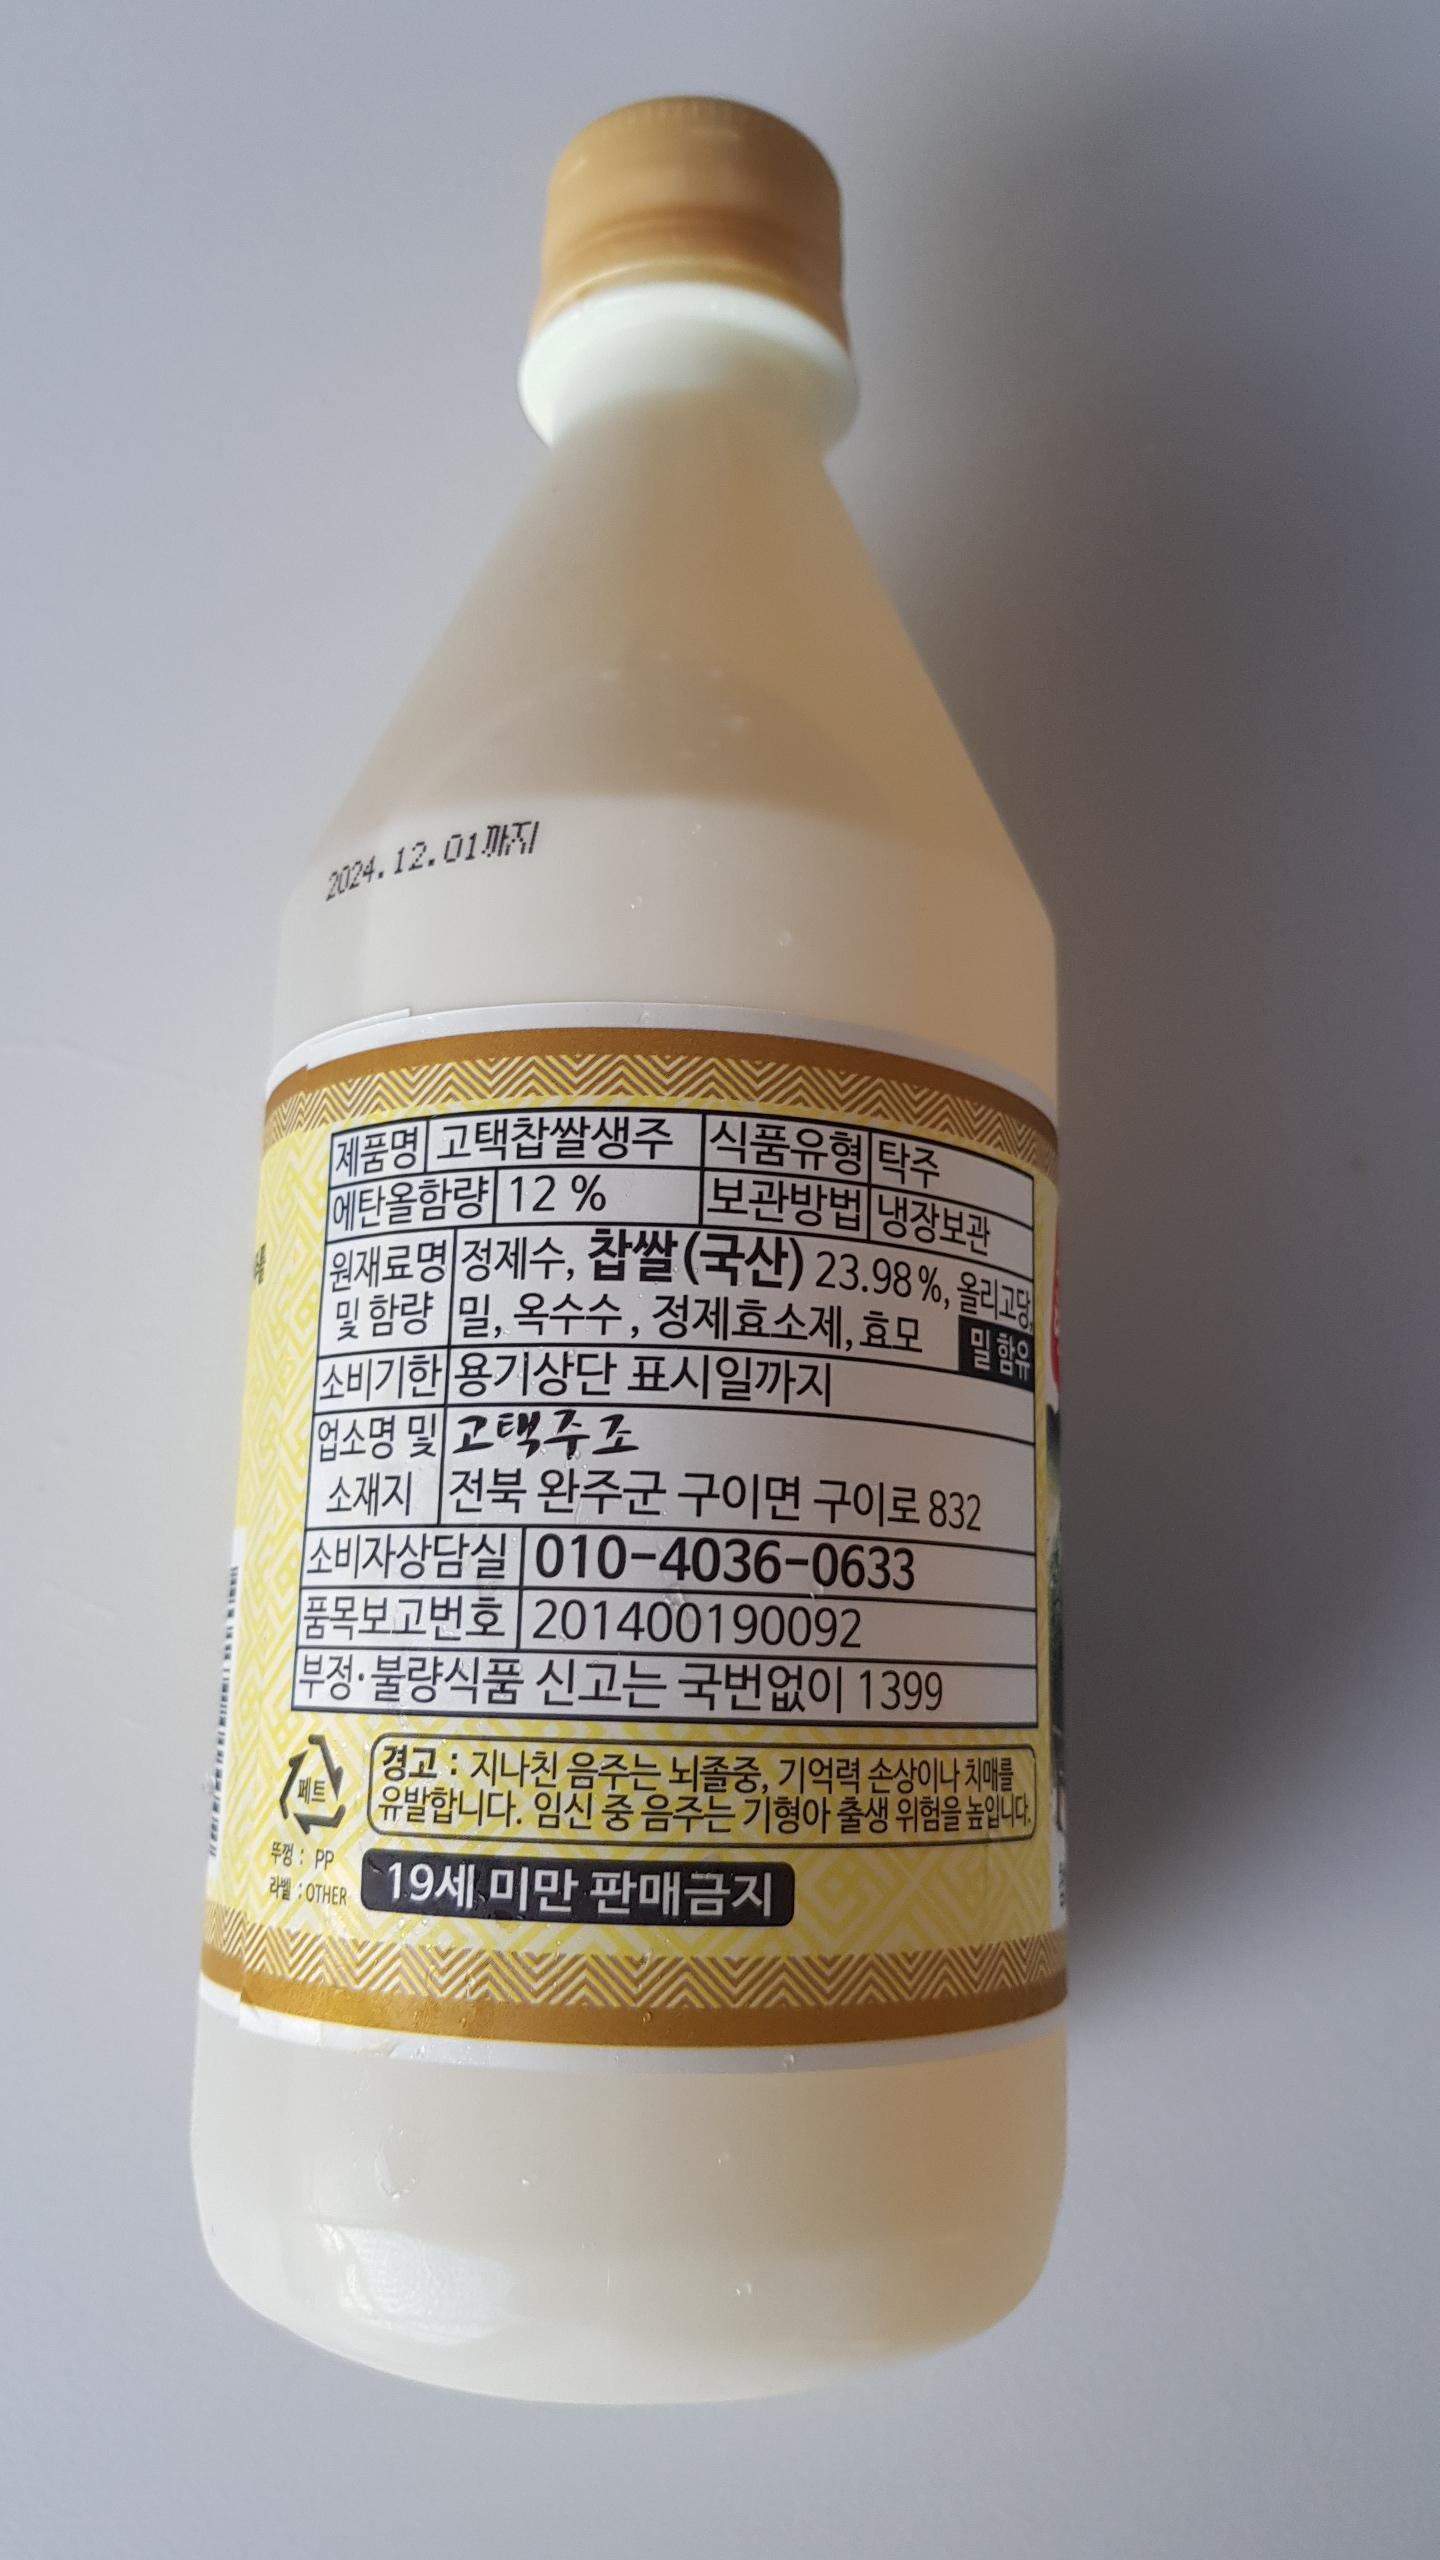 2024.12.01까지
제품명 고택찹쌀생주 식품유형 탁주
에탄올함량 12 % 보관방법 냉장보관
원재료명 및 함량 정제수, 찹쌀(국산) 23.98%, 올리고당,
밀, 옥수수, 정제효소제, 효모 밀 함유
소비기한 용기상단 표시일까지
업소명 및 소재지 고택주조
전북 완주군 구이면 구이로 832
소비자상담실 010-4036-0633
품목보고번호 201400190092
부정·불량식품 신고는 국번없이 1399
페트
뚜껑 : PP
라벨 : OTHER
경고 : 지나친 음주는 뇌졸중, 기억력 손상이나 치매를
유발합니다. 임신 중 음주는 기형아 출생 위험을 높입니다.
19세 미만 판매금지